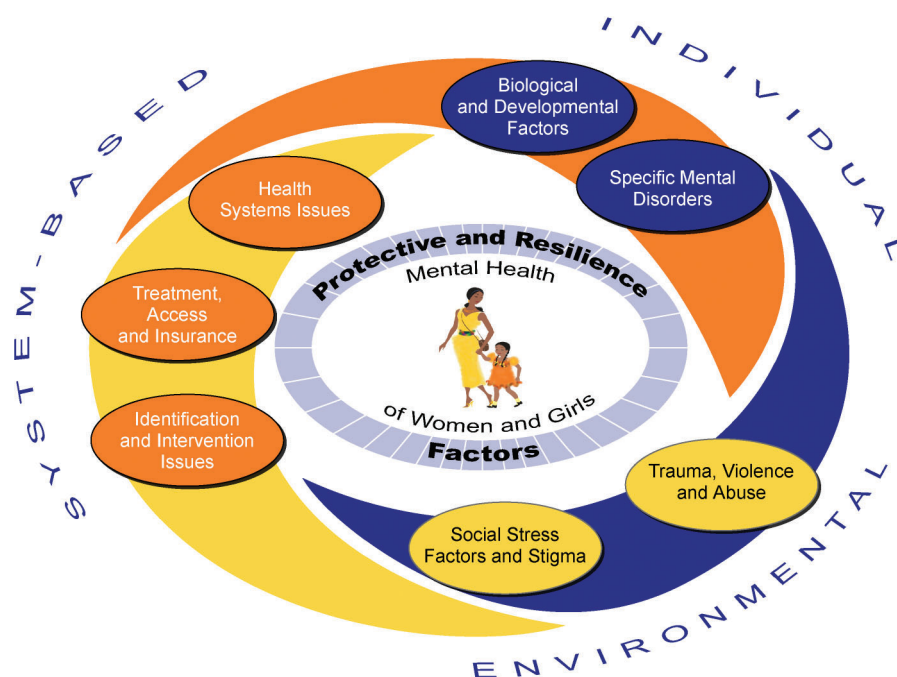 SYSTEM-BASED
INDIVIDUAL
Biological
and Developmental
Factors
Specific Mental
Disorders
Health
Systems Issues
Treatment,
Access
and Insurance
Identification
and Intervention
Issues
Protective and Resilience
Mental Health
of Women and Girls
Factors
Trauma, Violence
and Abuse
Social Stress
Factors and Stigma
ENVIRONMENTAL